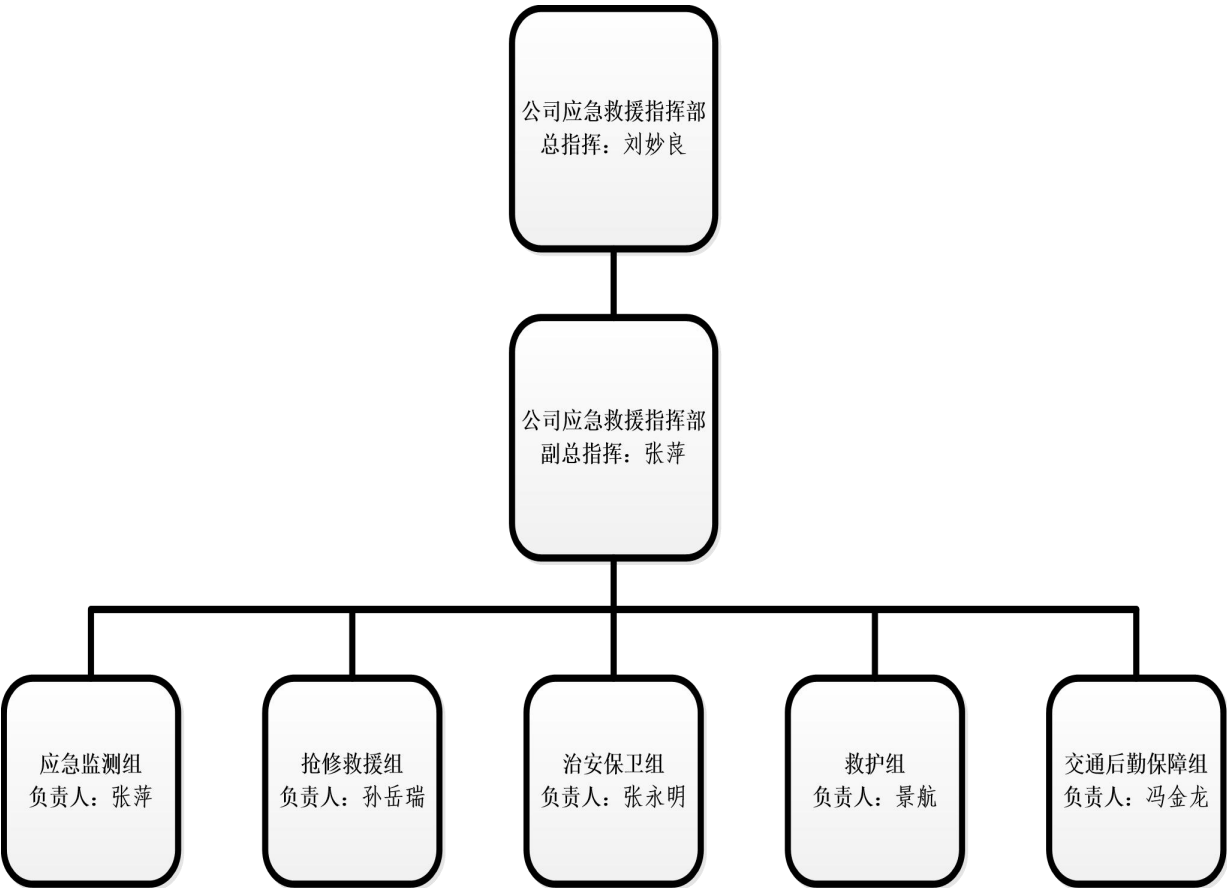 公司应急救援指挥部
总指挥：刘妙良
公司应急救援指挥部
副总指挥：张萍
应急监测组
负责人：张萍
抢修救援组
负责人：孙岳瑞
治安保卫组
负责人：张永明
救护组
负责人：景航
交通后勤保障组
负责人：冯金龙